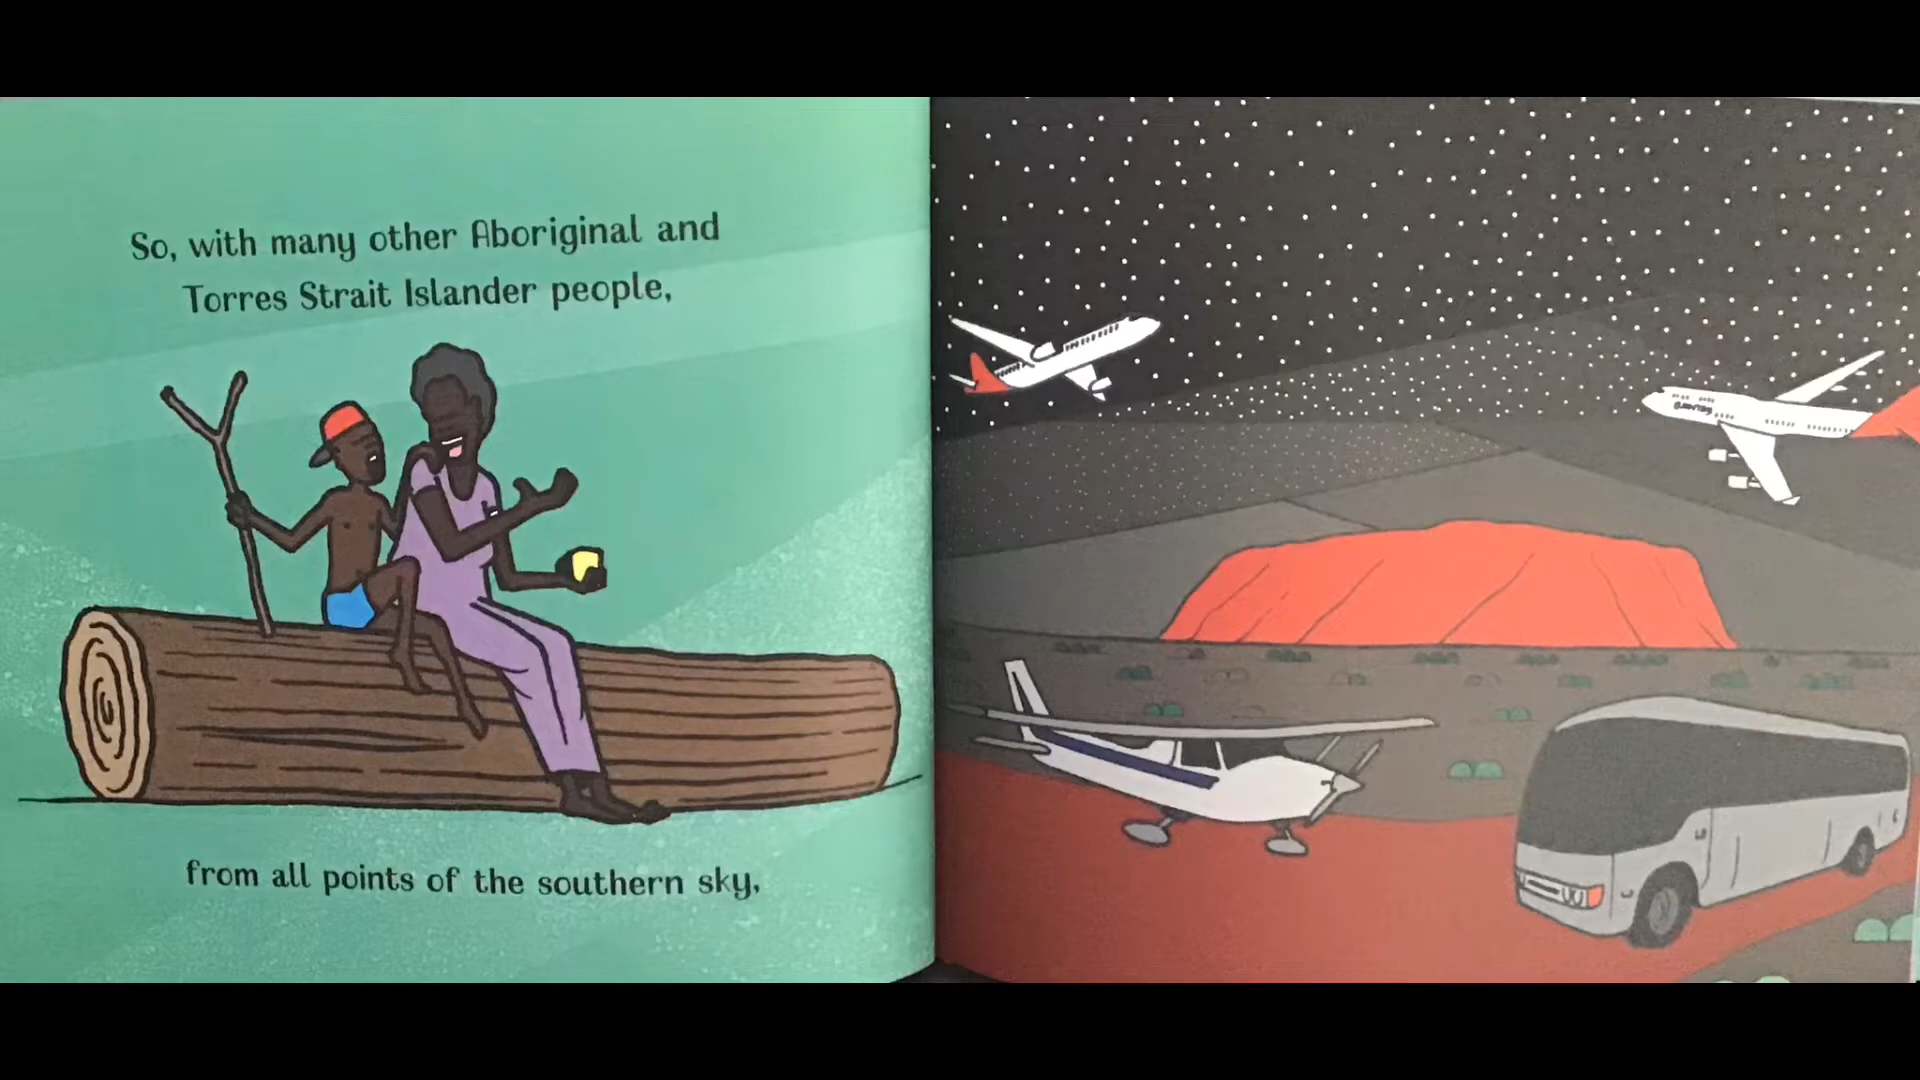 So, with many other Aboriginal and
Torres Strait Islander people,
from all points of the southern sky,